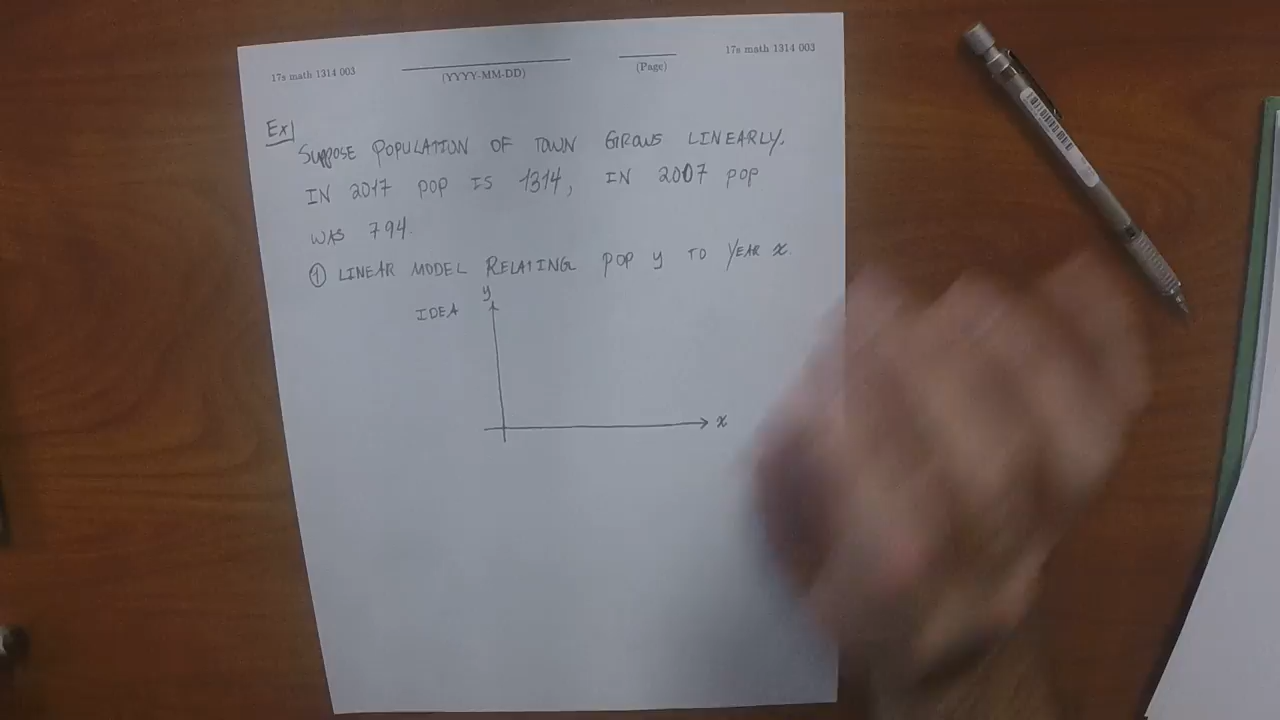 17s math 1314 003
(YYYY-MM-DD)
(Page)
17s math 1314 003
Ex
SUPPOSE POPULATION OF TOWN GROWS LINEARLY.
IN 2017 POP IS 1314, IN 2007 POP
WAS 794.
① LINEAR MODEL RELATING POP y TO YEAR x.
IDEA
y
x